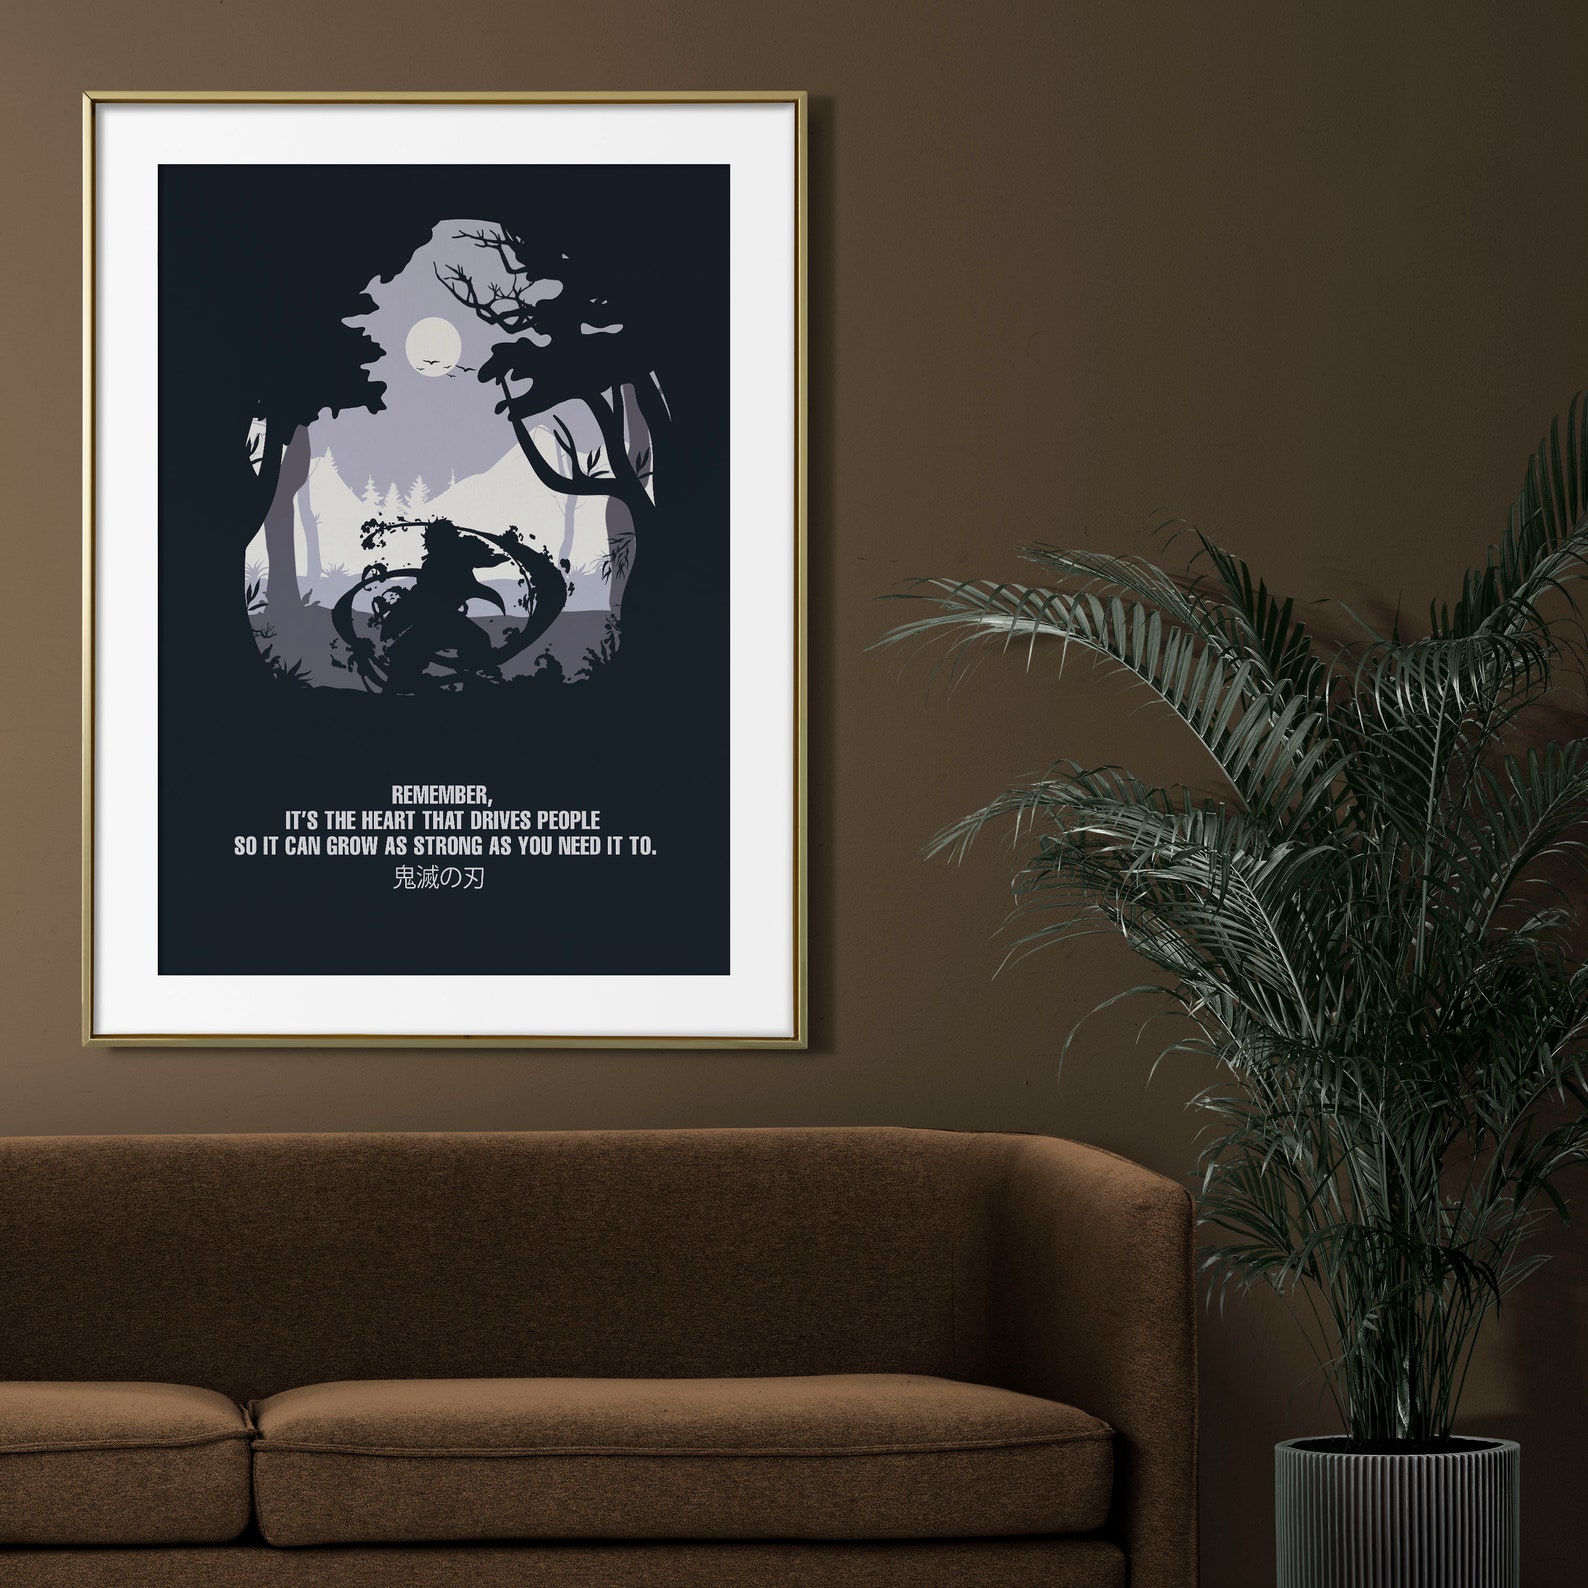 REMEMBER,
IT'S THE HEART THAT DRIVES PEOPLE
SO IT CAN GROW AS STRONG AS YOU NEED IT TO.
鬼滅の刃